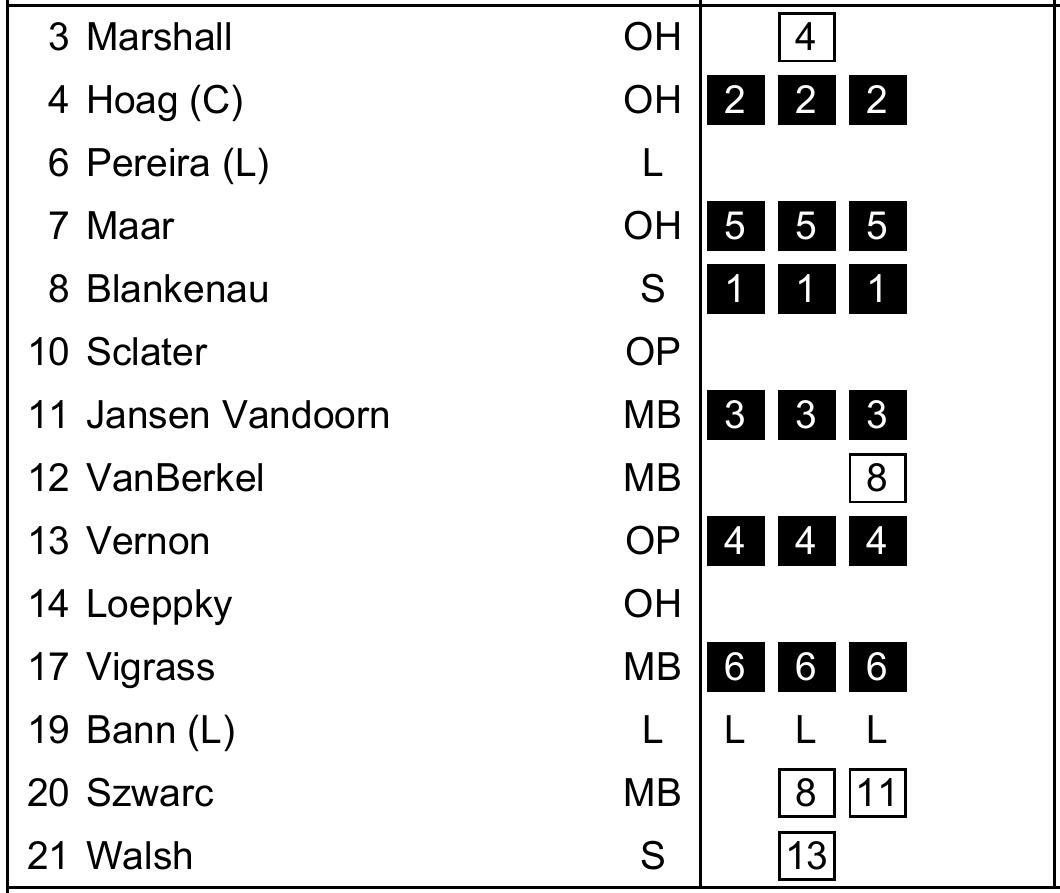 3 Marshall OH 4
4 Hoag (C) OH 2 2 2
6 Pereira (L) L
7 Maar OH 5 5 5
8 Blankenau S 1 1 1
10 Sclater OP
11 Jansen Vandoorn MB 3 3 3
12 VanBerkel MB 8
13 Vernon OP 4 4 4
14 Loeppky OH
17 Vigrass MB 6 6 6
19 Bann (L) L L L L
20 Szwarc MB 8 11
21 Walsh S 13